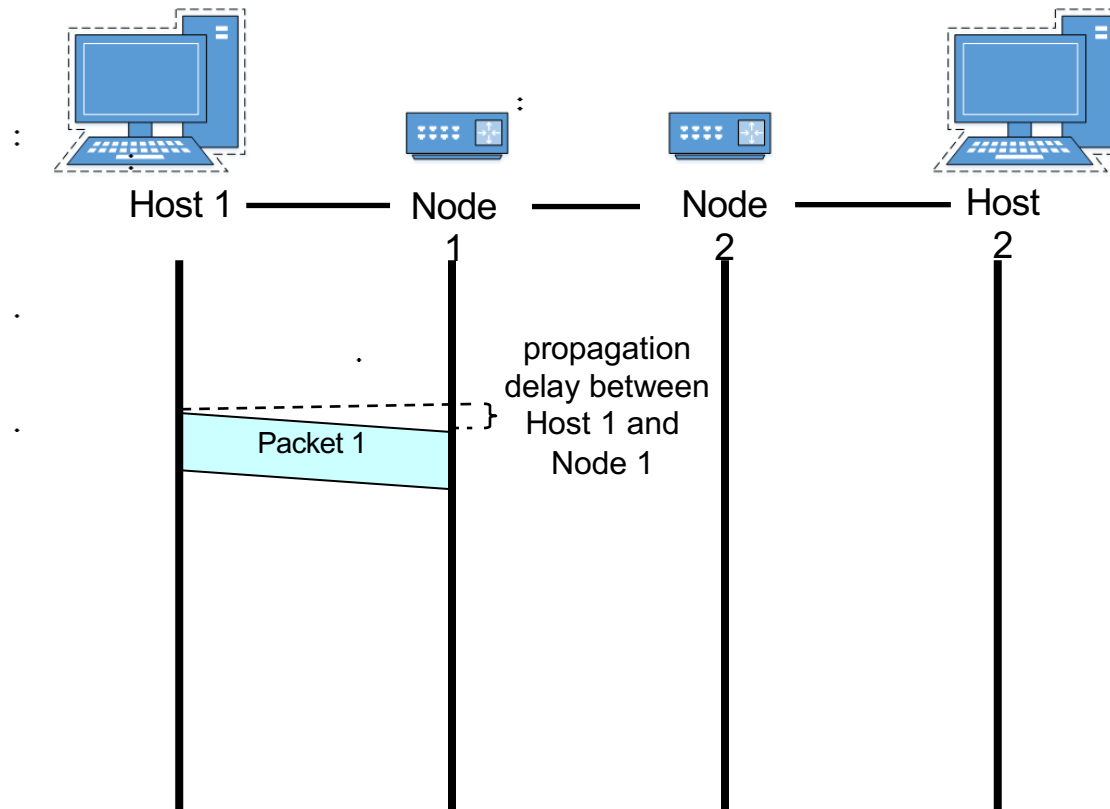 Host 1
Node
1
Node
2
Host
2
propagation
delay between
Host 1 and
Node 1
Packet 1